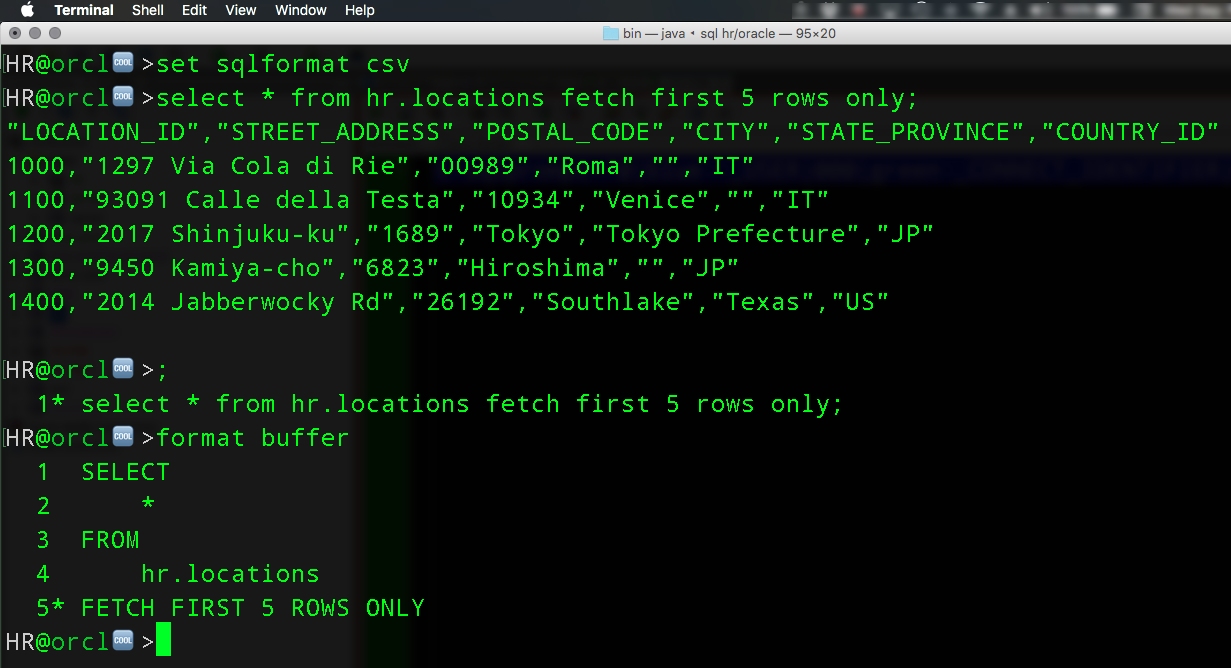 Terminal Shell Edit View Window Help
bin — java ◂ sql hr/oracle — 95×20
HR@orcl🆒 >set sqlformat csv
HR@orcl🆒 >select * from hr.locations fetch first 5 rows only;
"LOCATION_ID","STREET_ADDRESS","POSTAL_CODE","CITY","STATE_PROVINCE","COUNTRY_ID"
1000,"1297 Via Cola di Rie","00989","Roma","","IT"
1100,"93091 Calle della Testa","10934","Venice","","IT"
1200,"2017 Shinjuku-ku","1689","Tokyo","Tokyo Prefecture","JP"
1300,"9450 Kamiya-cho","6823","Hiroshima","","JP"
1400,"2014 Jabberwocky Rd","26192","Southlake","Texas","US"
HR@orcl🆒 >;
1* select * from hr.locations fetch first 5 rows only;
HR@orcl🆒 >format buffer
1 SELECT
2 *
3 FROM
4 hr.locations
5* FETCH FIRST 5 ROWS ONLY
HR@orcl🆒 >